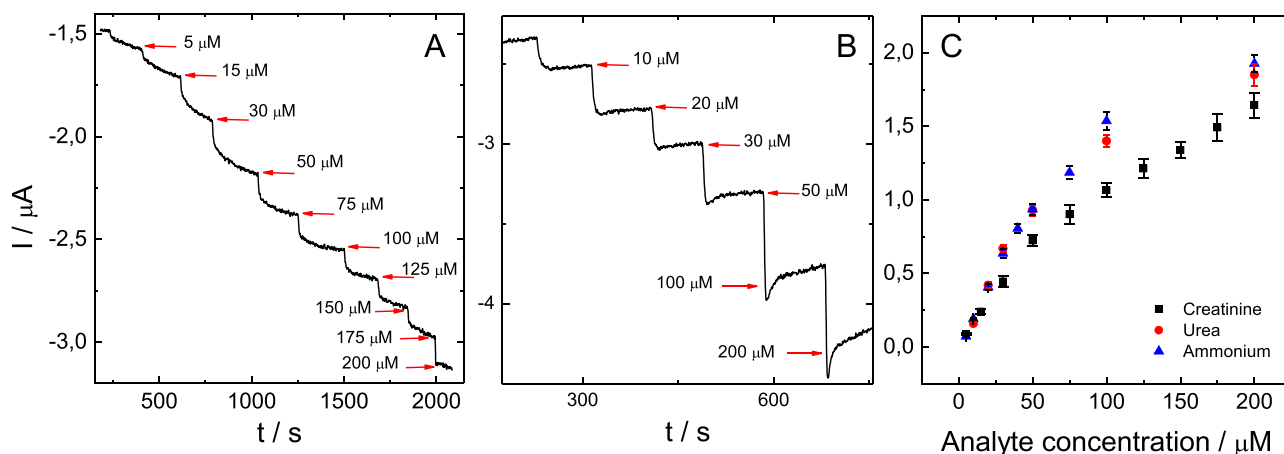 A
I / μA
-1,5
-2,0
-2,5
-3,0
5 μM
15 μM
30 μM
50 μM
75 μM
100 μM
125 μM
150 μM
175 μM
200 μM
500
1000
1500
2000
t / s
B
-3
-4
10 μM
20 μM
30 μM
50 μM
100 μM
200 μM
300
600
t / s
C
2,0
1,5
1,0
0,5
0,0
Creatinine
Urea
Ammonium
0
50
100
150
200
Analyte concentration / μM